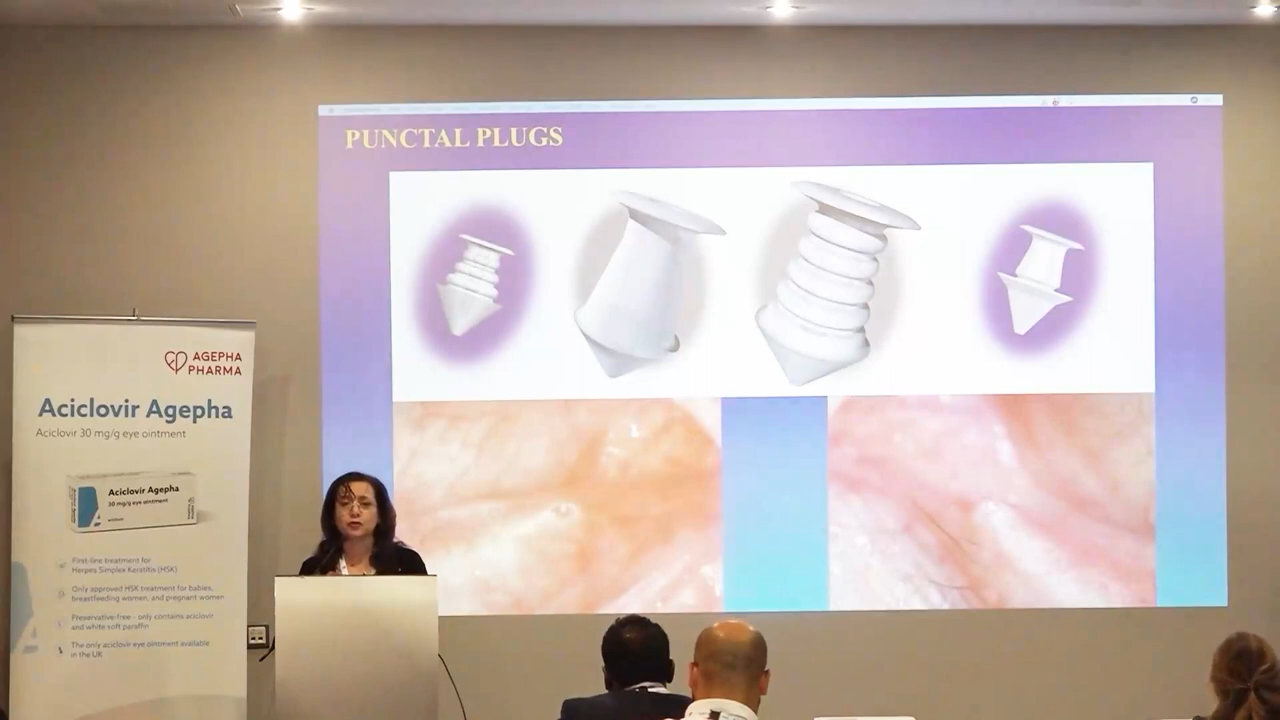 PUNCTAL PLUGS
AGEPHA
PHARMA
Aciclovir Agepha
Aciclovir 30 mg/g eye ointment
Aciclovir Agepha
30 mg/g eye ointment
First-line treatment for
Herpes Simplex Keratitis (HSK)
Only approved HSK treatment for babies,
breastfeeding women, and pregnant women
Preservative-free - only contains aciclovir
and white soft paraffin
The only aciclovir eye ointment available
in the UK